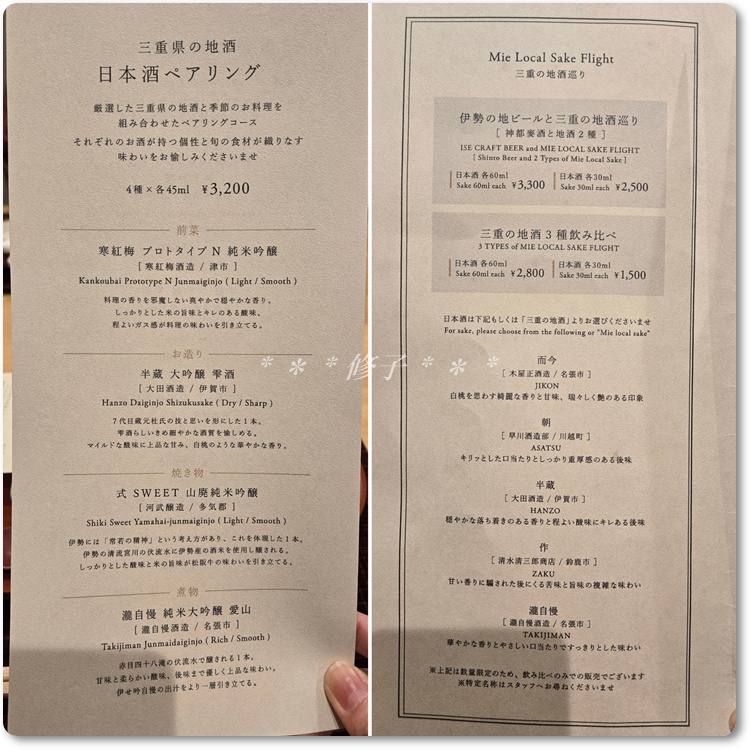 三重県の地酒
日本酒ペアリング
厳選した三重県の地酒と季節のお料理を
組み合わせたペアリングコース
それぞれのお酒が持つ個性と旬の食材が織りなす
味わいをお愉しみくださいませ
4種×各45ml ¥3,200
前菜
寒紅梅 プロトタイプN 純米吟醸
[ 寒紅梅酒造 / 津市 ]
Kankoubai Prototype N Junmaiginjo ( Light / Smooth )
料理の香りを邪魔しない爽やかで穏やかな香り。
しっかりとした米の旨味とキレのある酸味、
程よいガス感が料理の味わいを引き立てる。
お造り
半蔵 大吟醸 雫酒
[ 大田酒造 / 伊賀市 ]
Hanzo Daiginjo Shizukusake ( Dry / Sharp )
7代目蔵元杜氏の技と思いを形にした1本。
雫酒らしいきめ細やかな酒質を愉しめる。
マイルドな酸味に上品な甘み、白桃のような華やかな香り。
焼き物
式 SWEET 山廃純米吟醸
[ 河武醸造 / 多気郡 ]
Shiki Sweet Yamahai-junmaiginjo ( Light / Smooth )
伊勢には「常若の精神」という考え方があり、これを体現した1本。
伊勢の清流宮川の伏流水に伊勢産の酒米を使用し醸される。
しっかりとした酸味と米の旨味が松阪牛の味わいを引き立てる。
煮物
瀧自慢 純米大吟醸 愛山
[ 瀧自慢酒造 / 名張市 ]
Takijiman Junmaidaiginjo ( Rich / Smooth )
赤目四十八滝の伏流水で醸される1本。
甘味と柔らかい酸味、後味まで優しく上品な味わい。
伊せ吟自慢の出汁をより一層引き立てる。
Mie Local Sake Flight
三重の地酒巡り
伊勢の地ビールと三重の地酒巡り
[ 神都麥酒と地酒2種 ]
ISE CRAFT BEER and MIE LOCAL SAKE FLIGHT
[ Shinto Beer and 2 Types of Mie Local Sake ]
日本酒 各60ml
Sake 60ml each ¥3,300
日本酒 各30ml
Sake 30ml each ¥2,500
三重の地酒3種飲み比べ
3 TYPES of MIE LOCAL SAKE FLIGHT
日本酒 各60ml
Sake 60ml each ¥2,800
日本酒 各30ml
Sake 30ml each ¥1,500
日本酒は下記もしくは「三重の地酒」よりお選びくださいませ
For sake, please choose from the following or "Mie local sake"
而今
[ 木屋正酒造 / 名張市 ]
JIKON
白桃を思わす綺麗な香りと甘味、瑞々しく艶のある印象
朝
[ 早川酒造部 / 川越町 ]
ASATSU
キリッとした口当たりとしっかり重厚感のある後味
半蔵
[ 大田酒造 / 伊賀市 ]
HANZO
穏やかな落ち着きのある香りと程よい酸味にキレある後味
作
[ 清水清三郎商店 / 鈴鹿市 ]
ZAKU
甘い香りに騙された後にくる苦味と旨味の複雑な味わい
瀧自慢
[ 瀧自慢酒造 / 名張市 ]
TAKIJIMAN
華やかな香りとやさしい口当たりですっきりとした味わい
※上記は数量限定のため、飲み比べのみでの販売でございます
※特定名称はスタッフへお尋ねくださいませ
＊ ＊ ＊修子＊ ＊ ＊